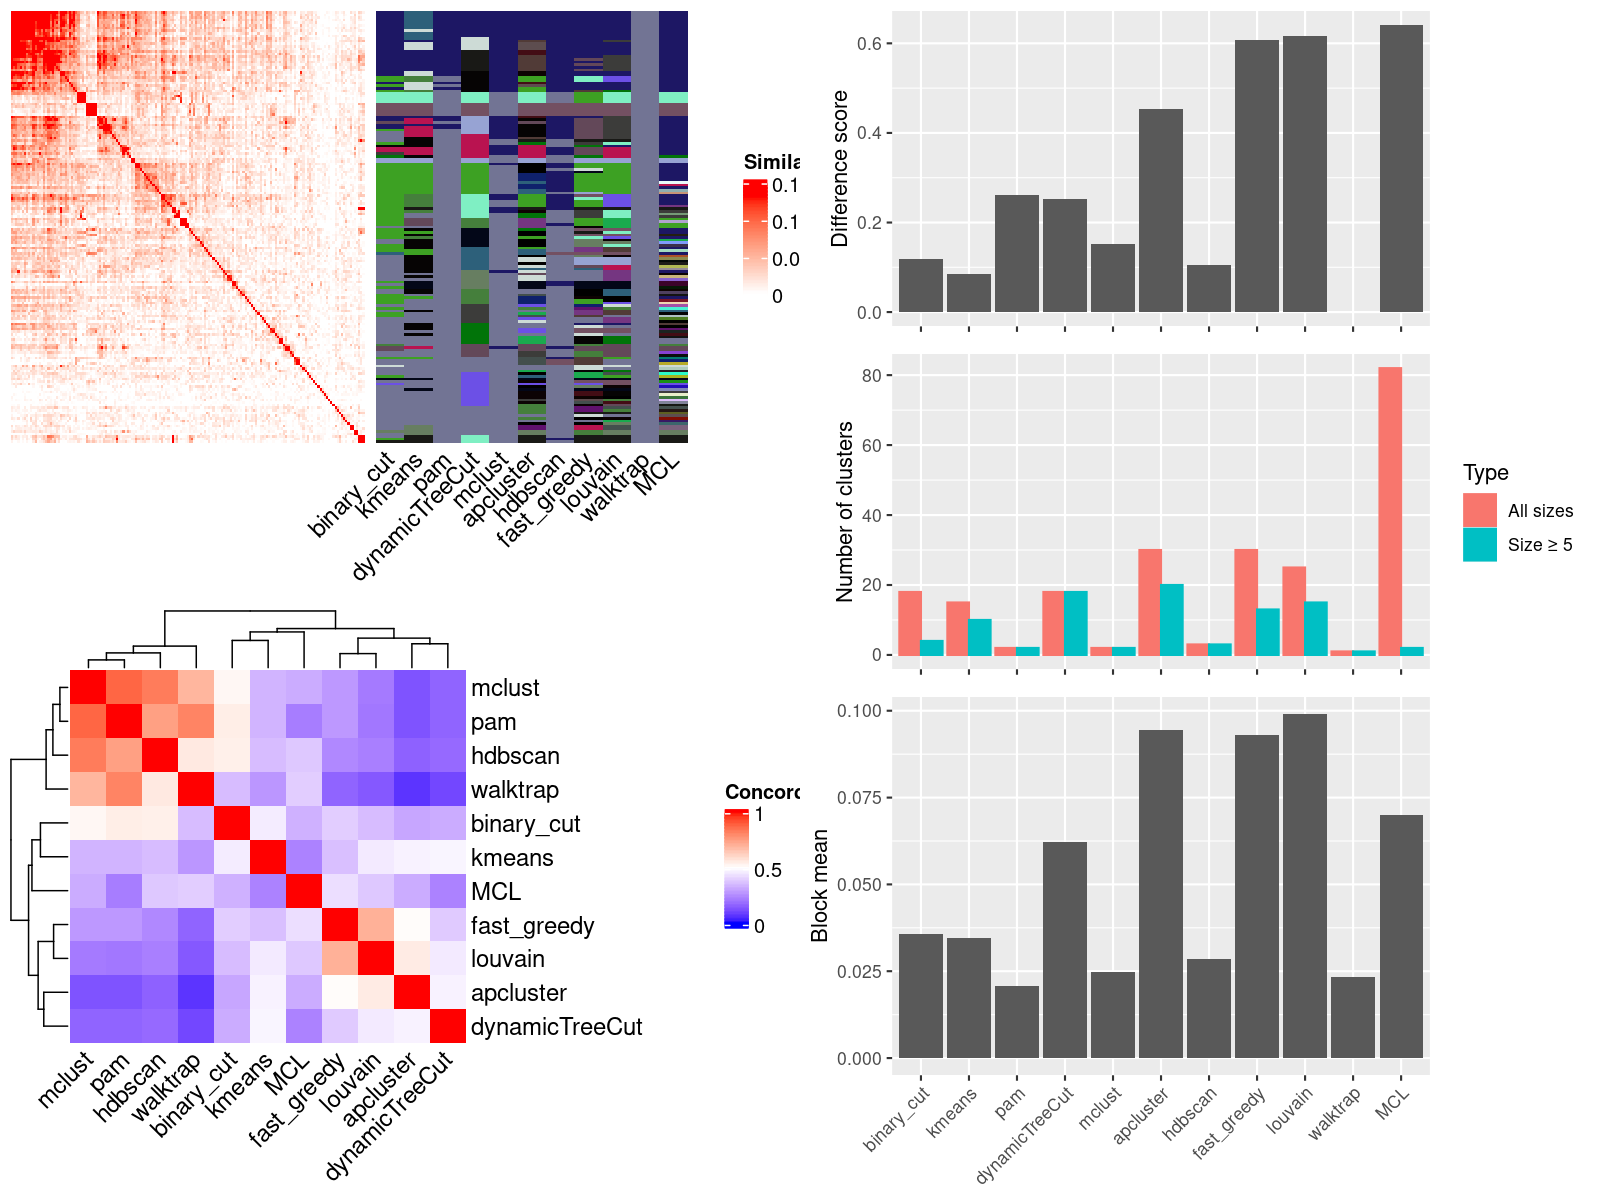 Simila
0.1
0.1
0.0
0
binary_cut
kmeans
pam
dynamicTreeCut
mclust
apcluster
hdbscan
fast_greedy
louvain
walktrap
MCL
mclust
pam
hdbscan
walktrap
binary_cut
kmeans
MCL
fast_greedy
louvain
apcluster
dynamicTreeCut
mclust
pam
hdbscan
walktrap
binary_cut
kmeans
MCL
fast_greedy
louvain
apcluster
dynamicTreeCut
Concord
1
0.5
0
Difference score
0.6
0.4
0.2
0.0
Number of clusters
80
60
40
20
0
Type
All sizes
Size ≥ 5
Block mean
0.100
0.075
0.050
0.025
0.000
binary_cut
kmeans
pam
dynamicTreeCut
mclust
apcluster
hdbscan
fast_greedy
louvain
walktrap
MCL